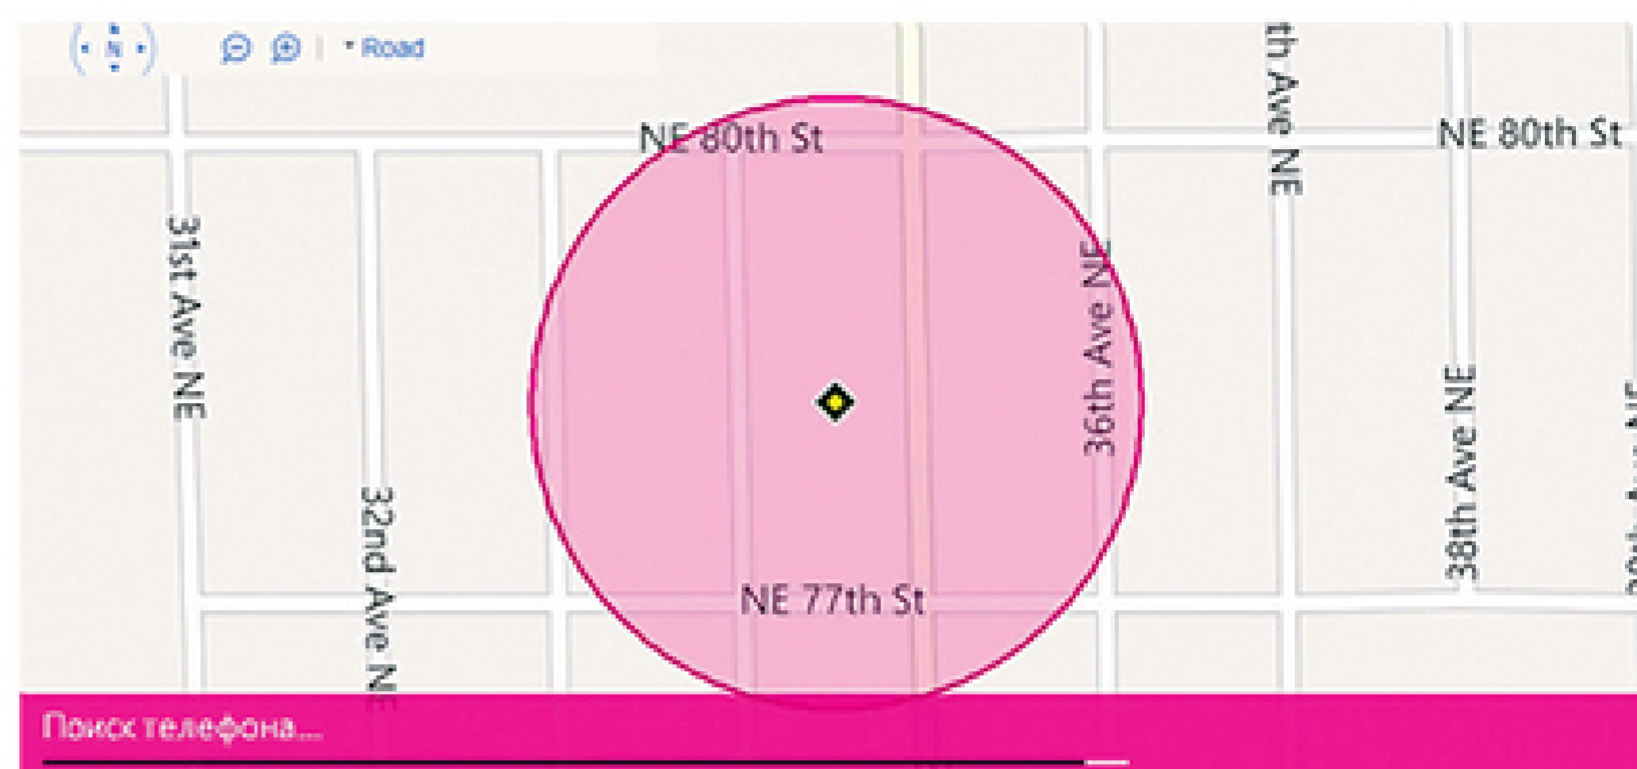 N
Road
NE 80th St
th Ave NE
NE 80th St
31st Ave NE
36th Ave NE
38th Ave NE
32nd Ave NE
NE 77th St
Поиск телефона...